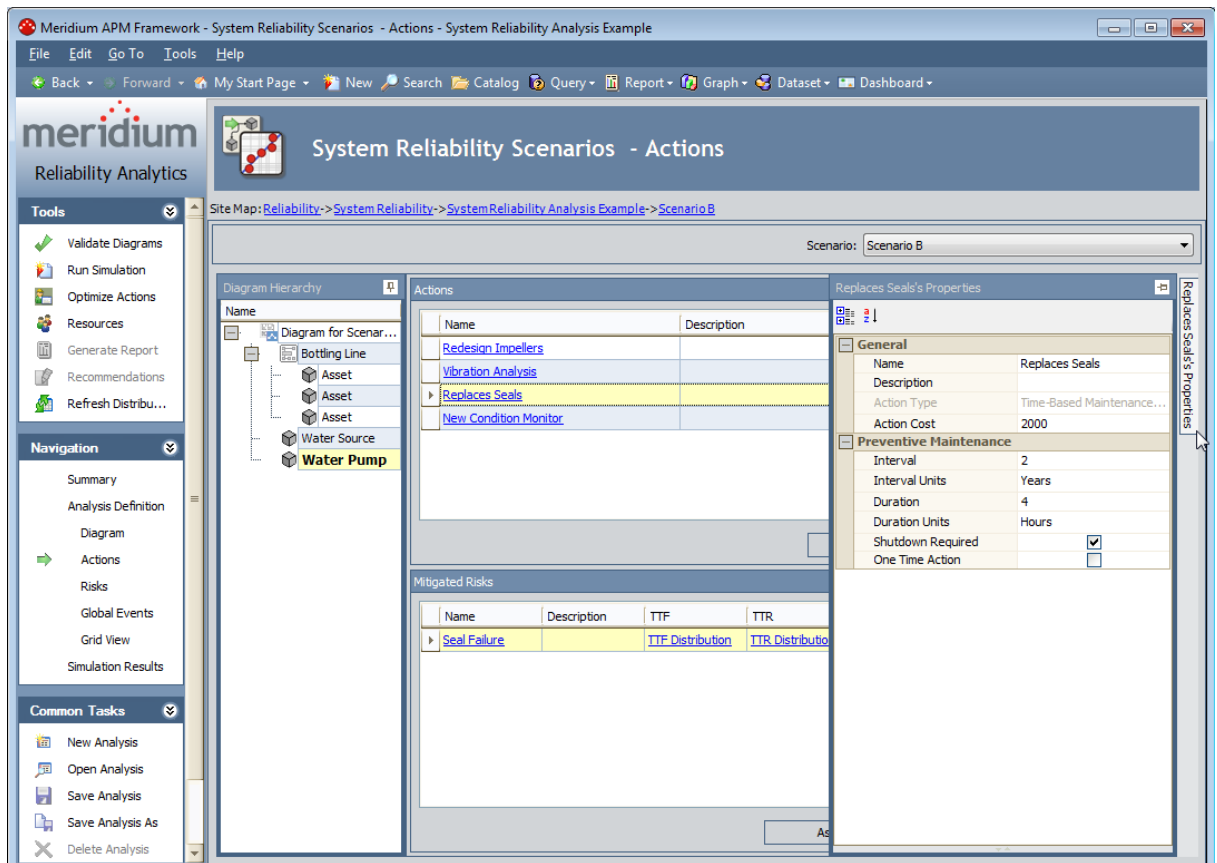 Meridium APM Framework - System Reliability Scenarios - Actions - System Reliability Analysis Example
File Edit Go To Tools Help
Back Forward My Start Page New Search Catalog Query Report Graph Dataset Dashboard
meridium
Reliability Analytics
System Reliability Scenarios - Actions
Site Map: Reliability->System Reliability->System Reliability Analysis Example->Scenario B
Scenario: Scenario B
Tools
Validate Diagrams
Run Simulation
Optimize Actions
Resources
Generate Report
Recommendations
Refresh Distribu...
Navigation
Summary
Analysis Definition
Diagram
Actions
Risks
Global Events
Grid View
Simulation Results
Common Tasks
New Analysis
Open Analysis
Save Analysis
Save Analysis As
Delete Analysis
Diagram Hierarchy
Name
Diagram for Scenar...
Bottling Line
Asset
Asset
Asset
Water Source
Water Pump
Actions
Name Description
Redesign Impellers
Vibration Analysis
Replaces Seals
New Condition Monitor
Mitigated Risks
Name Description TTF TTR
Seal Failure TTF Distribution TTR Distributio
As
Replaces Seals's Properties
General
Name Replaces Seals
Description
Action Type Time-Based Maintenance...
Action Cost 2000
Preventive Maintenance
Interval 2
Interval Units Years
Duration 4
Duration Units Hours
Shutdown Required
One Time Action
Replaces Seals's Properties